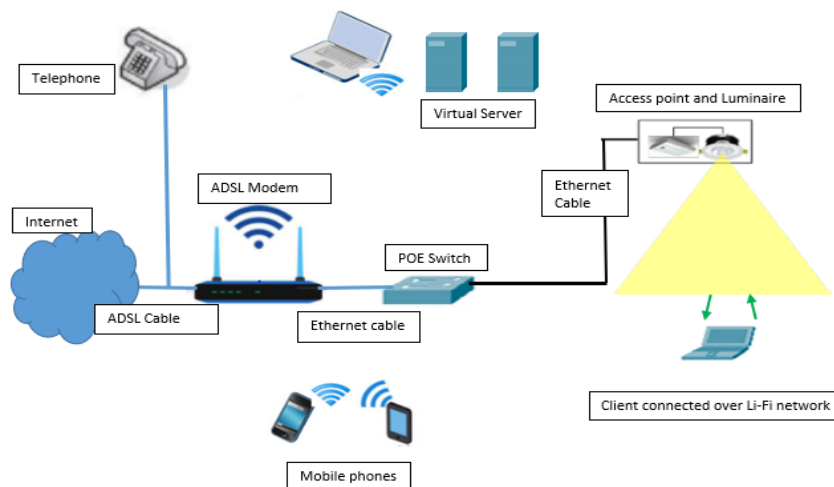 Telephone
Virtual Server
Access point and Luminaire
ADSL Modem
Ethernet
Cable
Internet
POE Switch
ADSL Cable
Ethernet cable
Client connected over Li-Fi network
Mobile phones